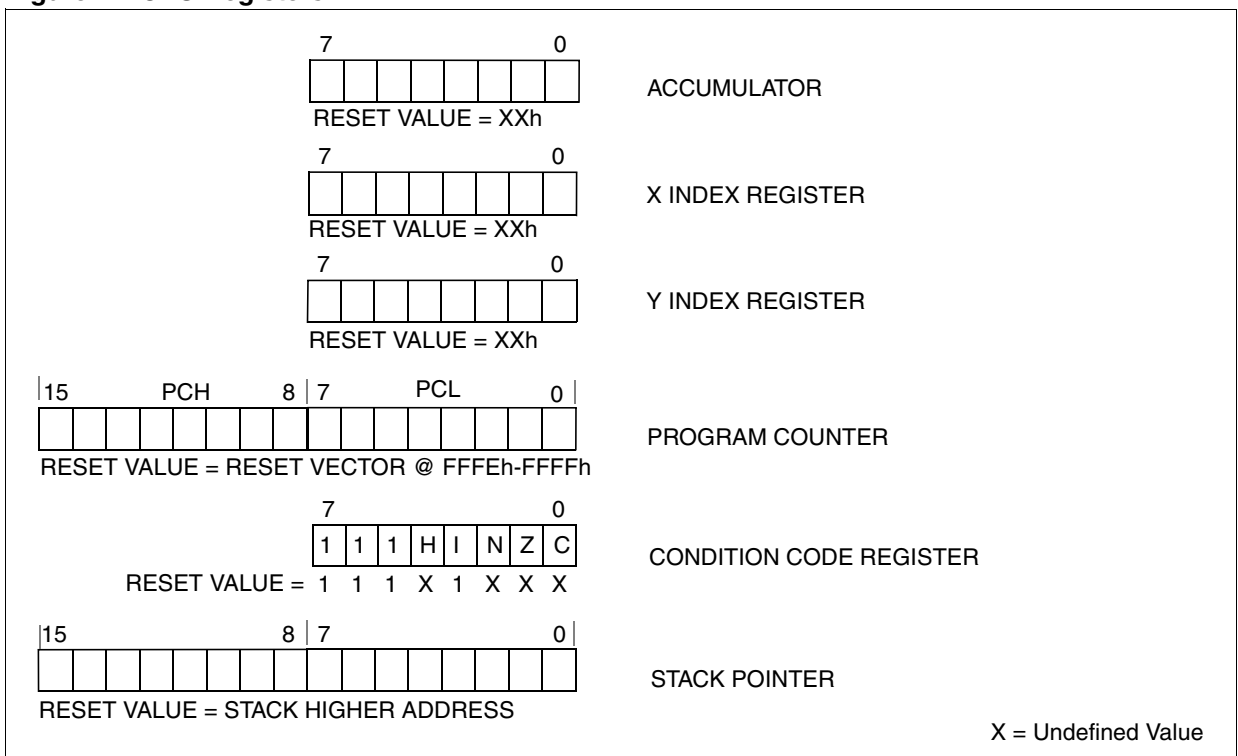 7 0
ACCUMULATOR
RESET VALUE = XXh
7 0
X INDEX REGISTER
RESET VALUE = XXh
7 0
Y INDEX REGISTER
RESET VALUE = XXh
15 PCH 8 7 PCL 0
PROGRAM COUNTER
RESET VALUE = RESET VECTOR @ FFFEh-FFFFh
7 0
1 1 1 H I N Z C
CONDITION CODE REGISTER
RESET VALUE = 1 1 1 X 1 X X X
15 8 7 0
STACK POINTER
RESET VALUE = STACK HIGHER ADDRESS
X = Undefined Value